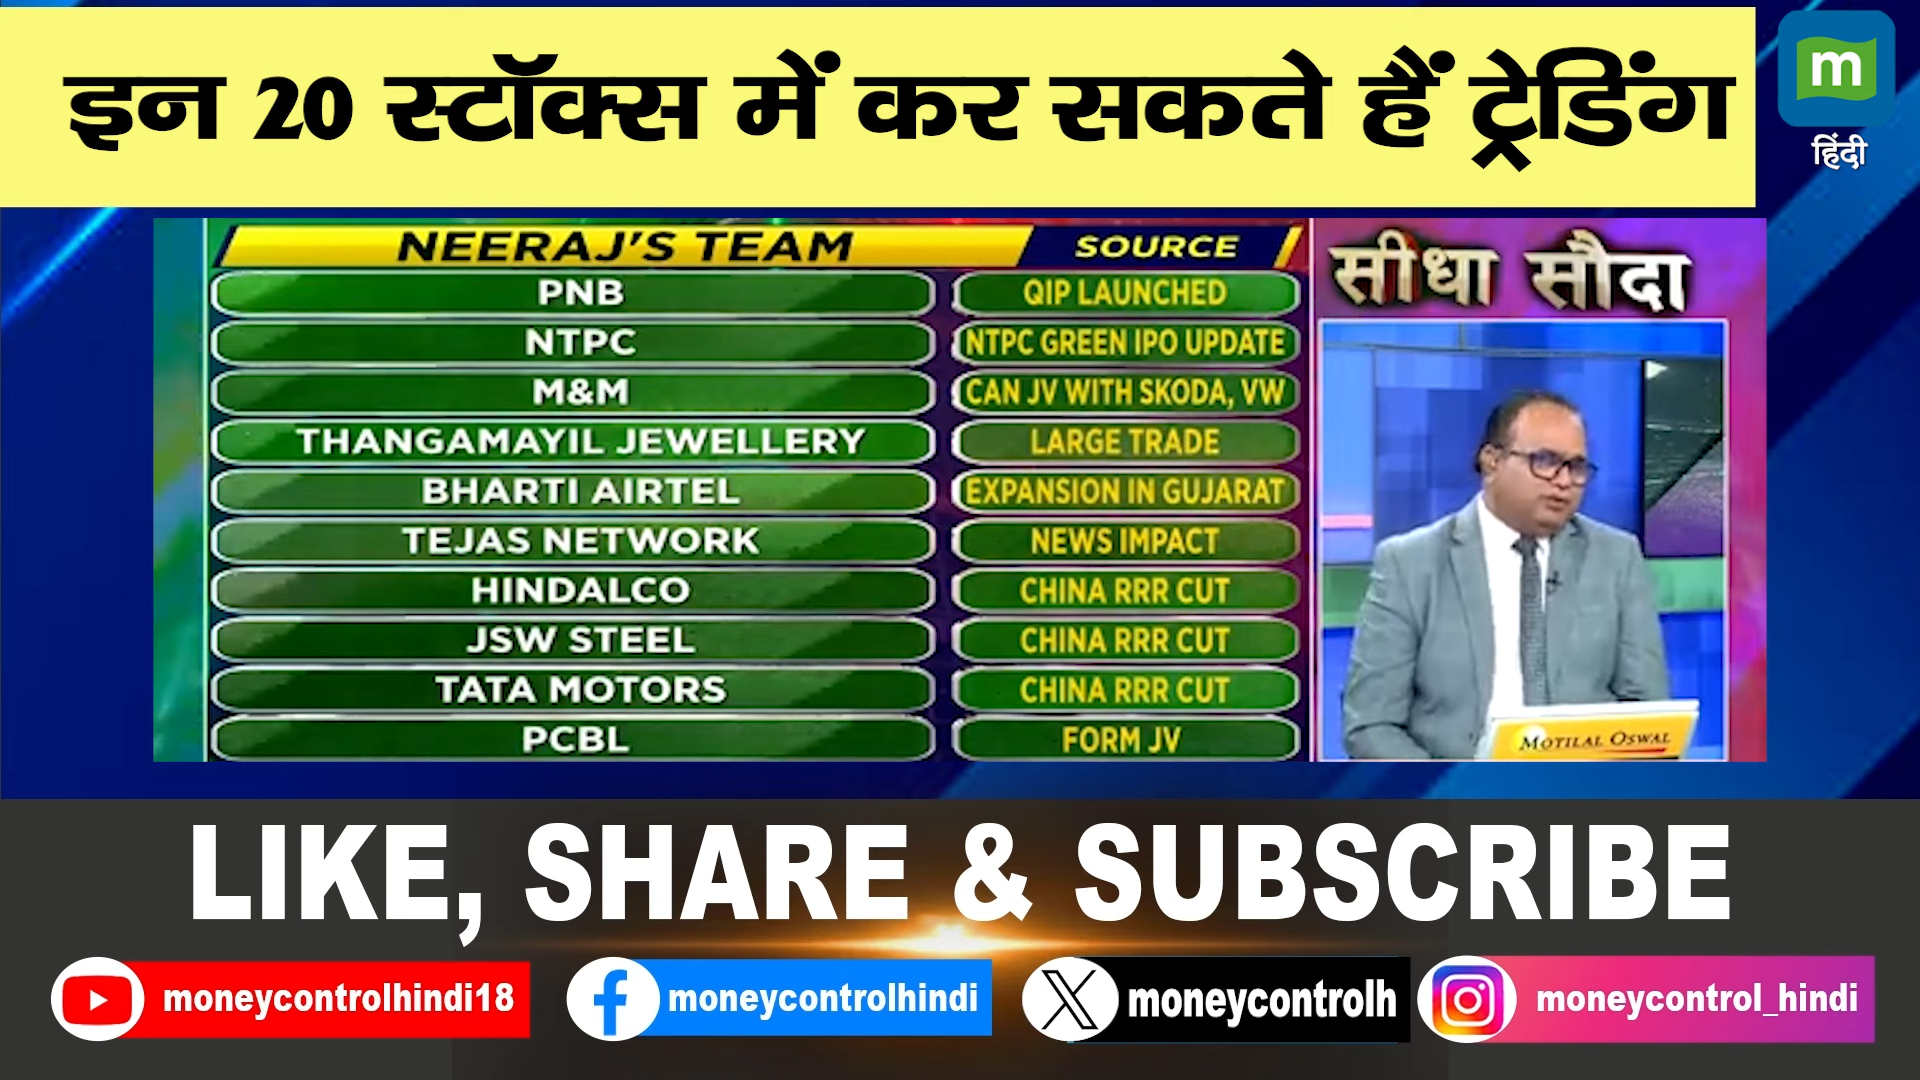 इन 20 स्टॉक्स में कर सकते हैं ट्रेडिंग
m
हिंदी
NEERAJ'S TEAM SOURCE
सीधा सौदा
PNB QIP LAUNCHED
NTPC NTPC GREEN IPO UPDATE
M&M CAN JV WITH SKODA, VW
THANGAMAYIL JEWELLERY LARGE TRADE
BHARTI AIRTEL EXPANSION IN GUJARAT
TEJAS NETWORK NEWS IMPACT
HINDALCO CHINA RRR CUT
JSW STEEL CHINA RRR CUT
TATA MOTORS CHINA RRR CUT
PCBL FORM JV
MOTILAL OSWAL
LIKE, SHARE & SUBSCRIBE
moneycontrolhindi18 moneycontrolhindi moneycontrolh moneycontrol_hindi